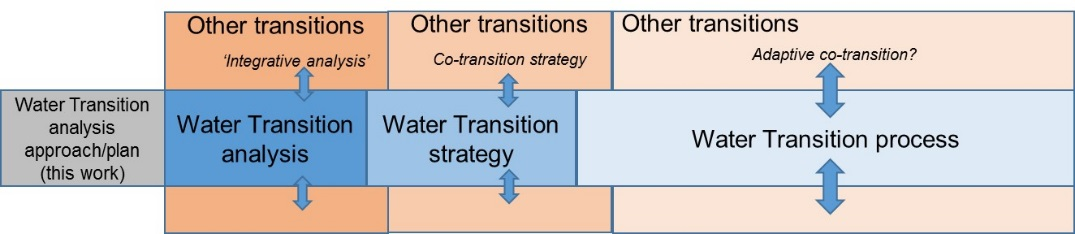 Other transitions
‘Integrative analysis’
Other transitions
Co-transition strategy
Other transitions
Adaptive co-transition?
Water Transition
analysis
approach/plan
(this work)
Water Transition
analysis
Water Transition
strategy
Water Transition process